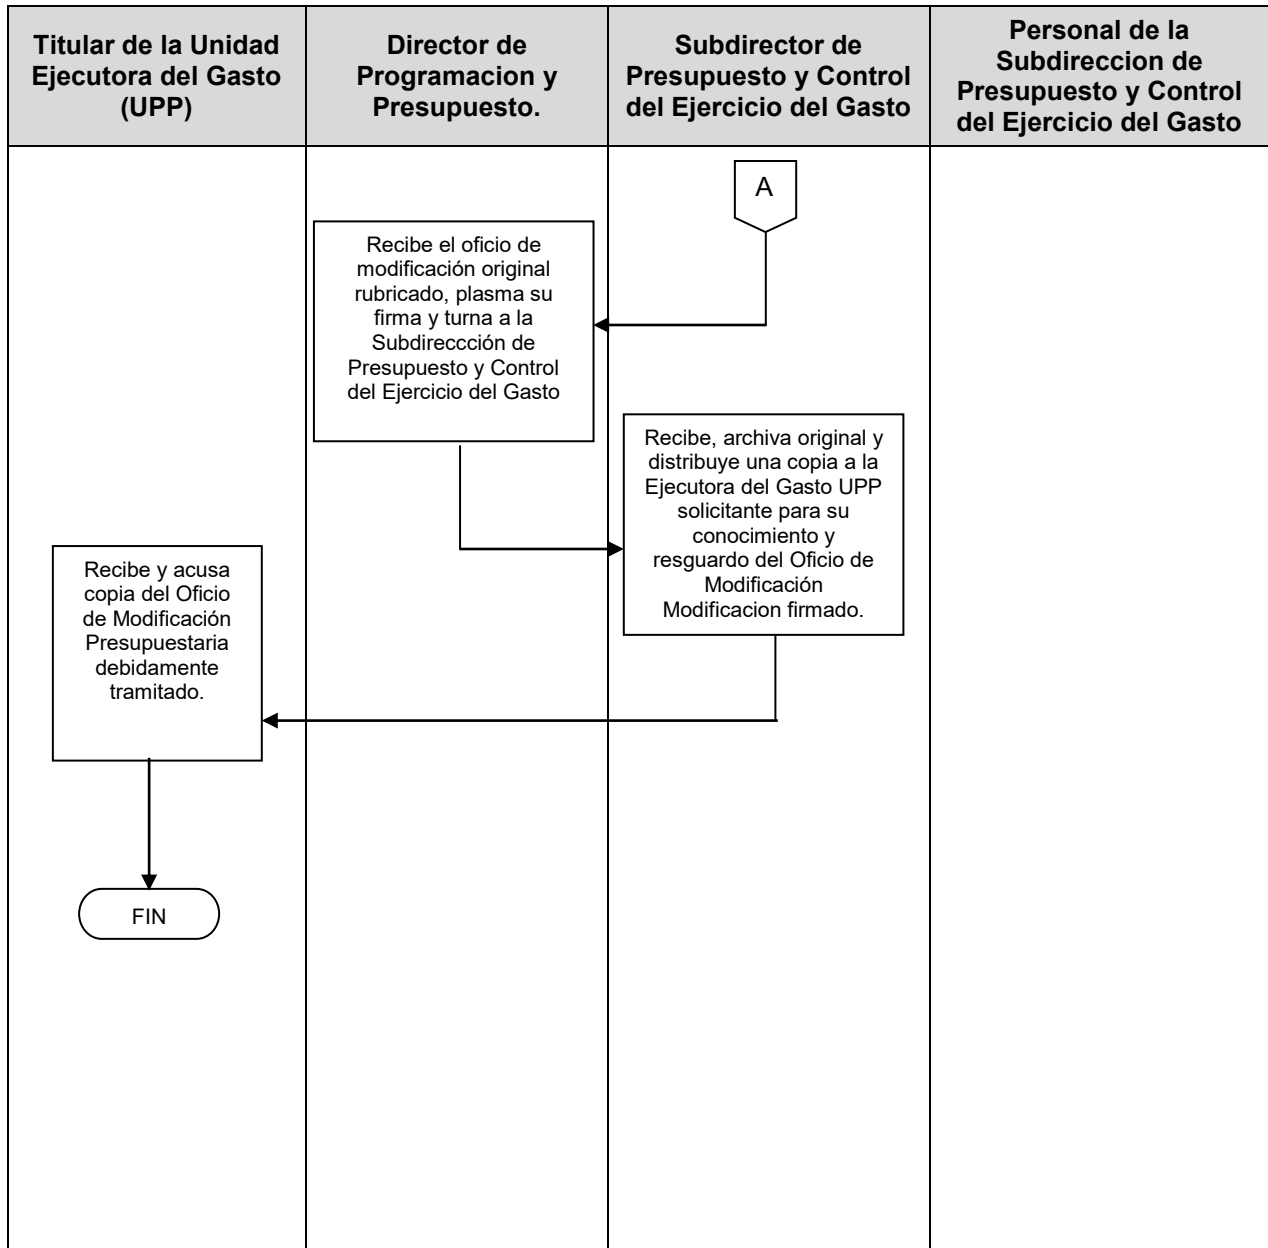 Titular de la Unidad
Ejecutora del Gasto
(UPP)
Director de
Programacion y
Presupuesto.
Subdirector de
Presupuesto y Control
del Ejercicio del Gasto
Personal de la
Subdireccion de
Presupuesto y Control
del Ejercicio del Gasto
A
Recibe el oficio de
modificación original
rubricado, plasma su
firma y turna a la
Subdireccción de
Presupuesto y Control
del Ejercicio del Gasto
Recibe, archiva original y
distribuye una copia a la
Ejecutora del Gasto UPP
solicitante para su
conocimiento y
resguardo del Oficio de
Modificación
Modificacion firmado.
Recibe y acusa
copia del Oficio
de Modificación
Presupuestaria
debidamente
tramitado.
FIN